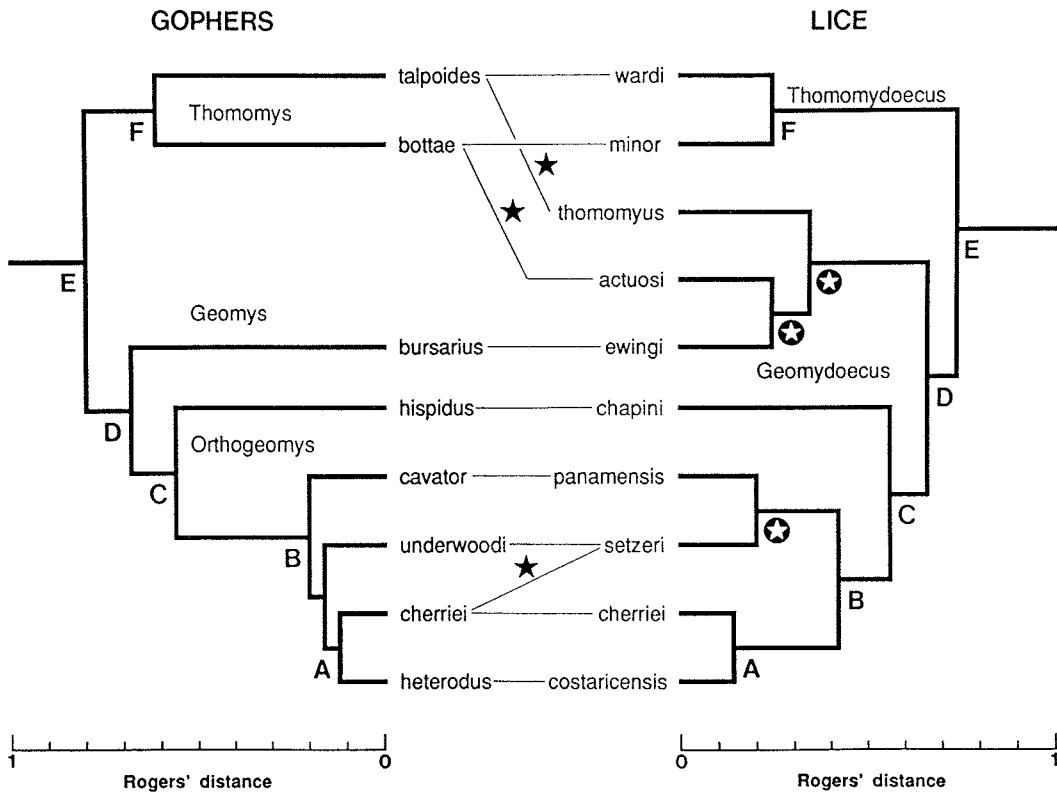 GOPHERS
LICE
talpoides
wardi
Thomomydoecus
Thomomys
F
F
bottae
minor
thomomyus
E
E
actuosi
Geomys
bursarius
ewingi
Geomydoecus
D
D
hispidus
chapini
Orthogeomys
C
C
cavator
panamensis
B
underwoodi
setzeri
B
cherriei
cherriei
A
A
heterodus
costaricensis
1
0
0
1
Rogers' distance
Rogers' distance